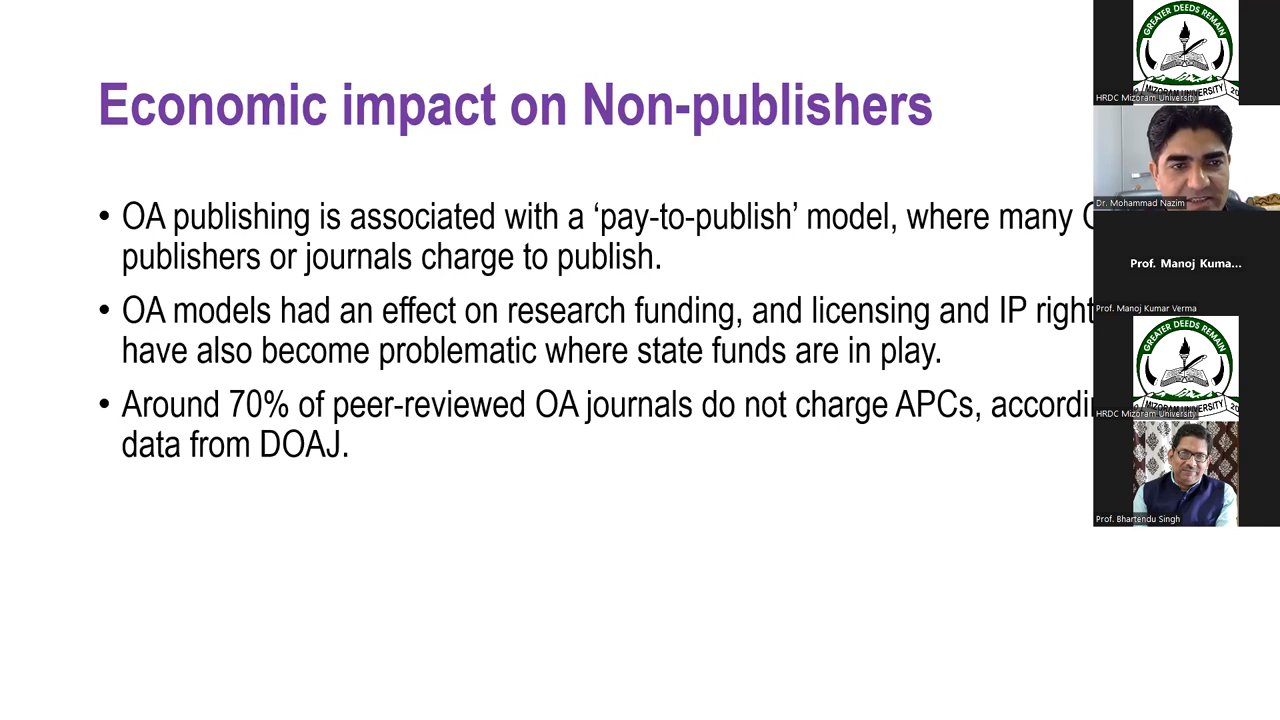 Economic impact on Non-publishers
• OA publishing is associated with a ‘pay-to-publish’ model, where many
publishers or journals charge to publish.
• OA models had an effect on research funding, and licensing and IP right
have also become problematic where state funds are in play.
• Around 70% of peer-reviewed OA journals do not charge APCs, accordin
data from DOAJ.
GREATER DEEDS REMAIN
MIZORAM UNIVERSITY
HRDC Mizoram University
Dr. Mohammad Nazim
Prof. Manoj Kuma...
Prof. Manoj Kumar Verma
GREATER DEEDS REMAIN
MIZORAM UNIVERSITY
HRDC Mizoram University
Prof. Bhartendu Singh